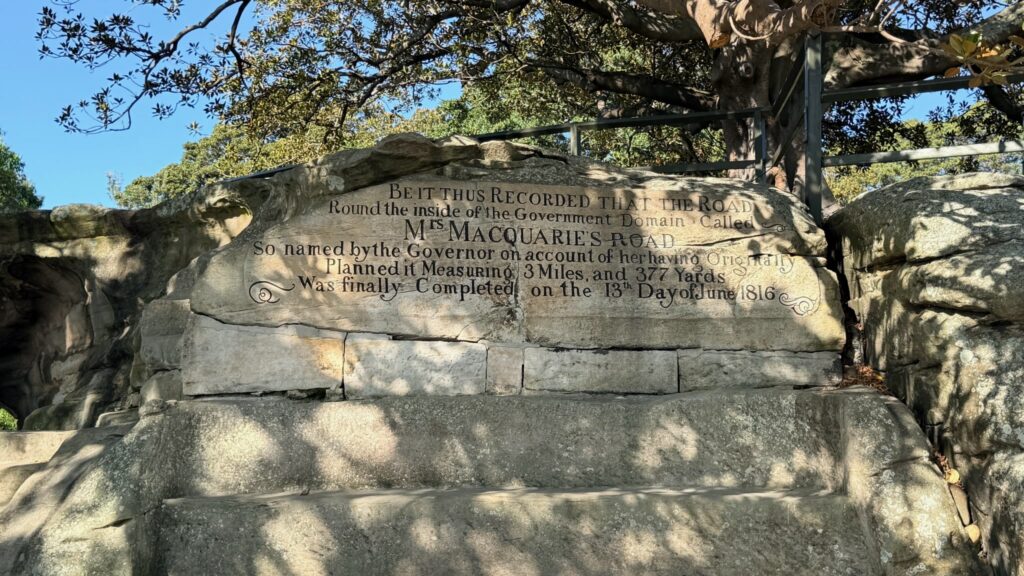 BE IT THUS RECORDED THAT THE ROAD
Round the inside of the Government Domain Called
Mrs MACQUARIE'S ROAD
So named by the Governor on account of her having Originally
Planned it Measuring 3 Miles, and 377 Yards
Was finally Completed on the 13th Day of June 1816